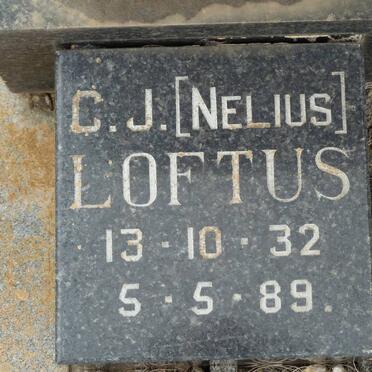 C.J. [NELIUS]
LOFTUS
13·10·32
5·5·89.